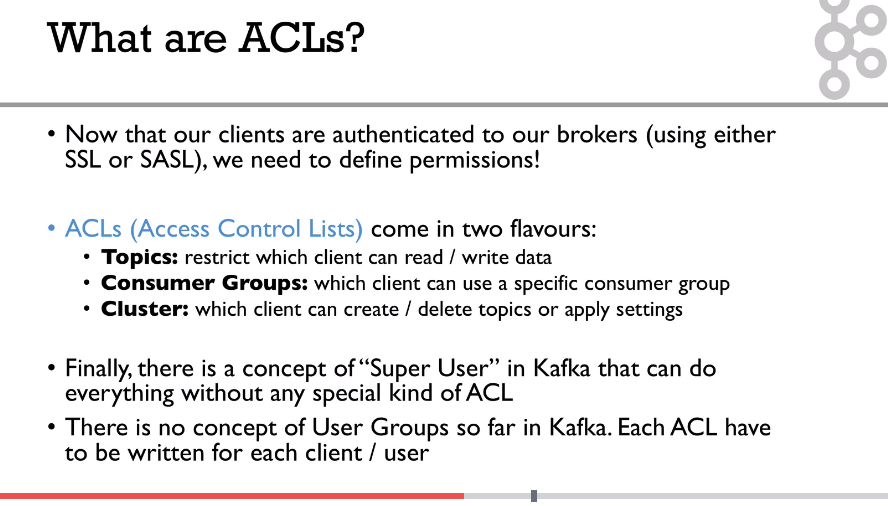 What are ACLs?
• Now that our clients are authenticated to our brokers (using either
SSL or SASL), we need to define permissions!
• ACLs (Access Control Lists) come in two flavours:
• Topics: restrict which client can read / write data
• Consumer Groups: which client can use a specific consumer group
• Cluster: which client can create / delete topics or apply settings
• Finally, there is a concept of “Super User” in Kafka that can do
everything without any special kind of ACL
• There is no concept of User Groups so far in Kafka. Each ACL have
to be written for each client / user